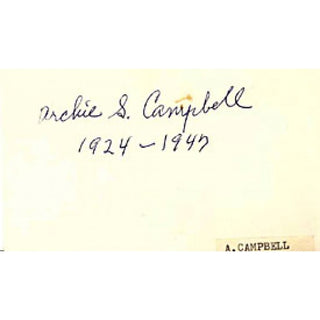 Archie S. Campbell
1924 – 1947
A. CAMPBELL